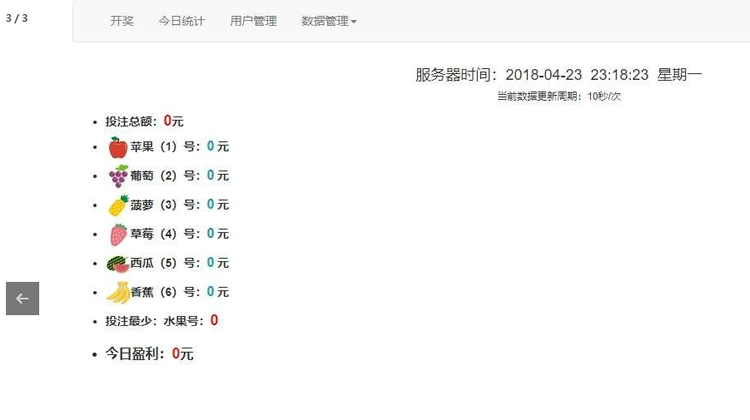 3 / 3
开奖 今日统计 用户管理 数据管理
服务器时间：2018-04-23 23:18:23 星期一
当前数据更新周期：10秒/次
投注总额：0元
苹果（1）号：0 元
葡萄（2）号：0 元
菠萝（3）号：0 元
草莓（4）号：0 元
西瓜（5）号：0 元
香蕉（6）号：0 元
投注最少：水果号：0
今日盈利：0元